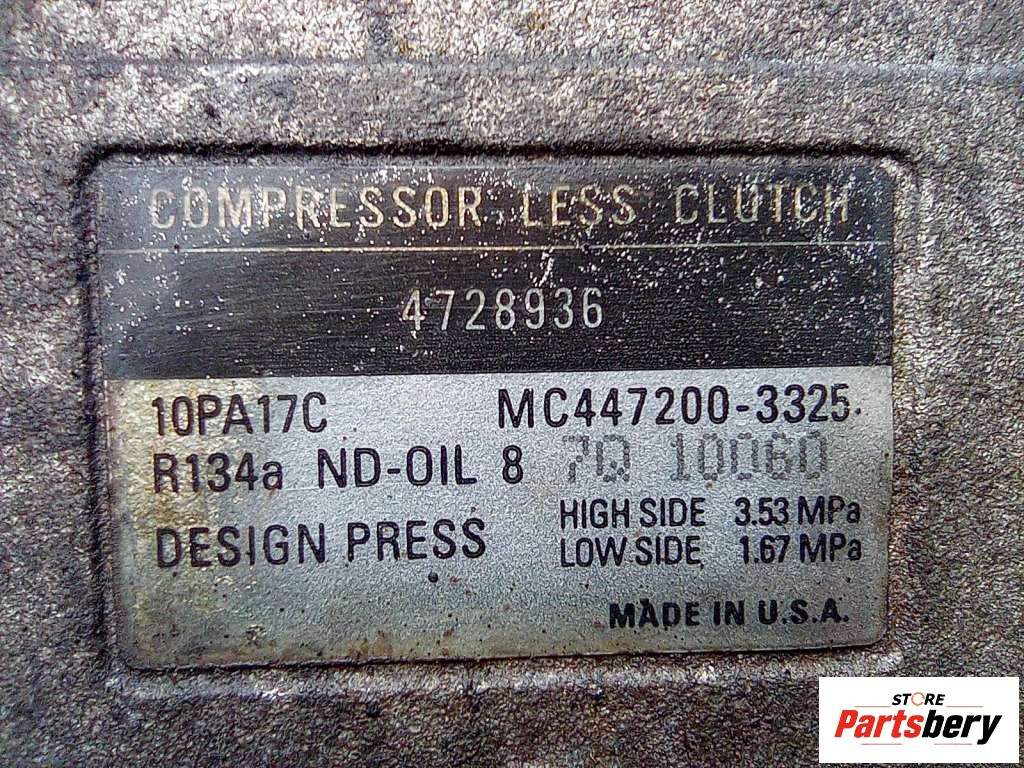 COMPRESSOR LESS CLUTCH
4728936
10PA17C MC447200-3325
R134a ND-OIL 8 7Q 10060
DESIGN PRESS HIGH SIDE 3.53 MPa
LOW SIDE 1.67 MPa
MADE IN U.S.A.
STORE
Partsbery